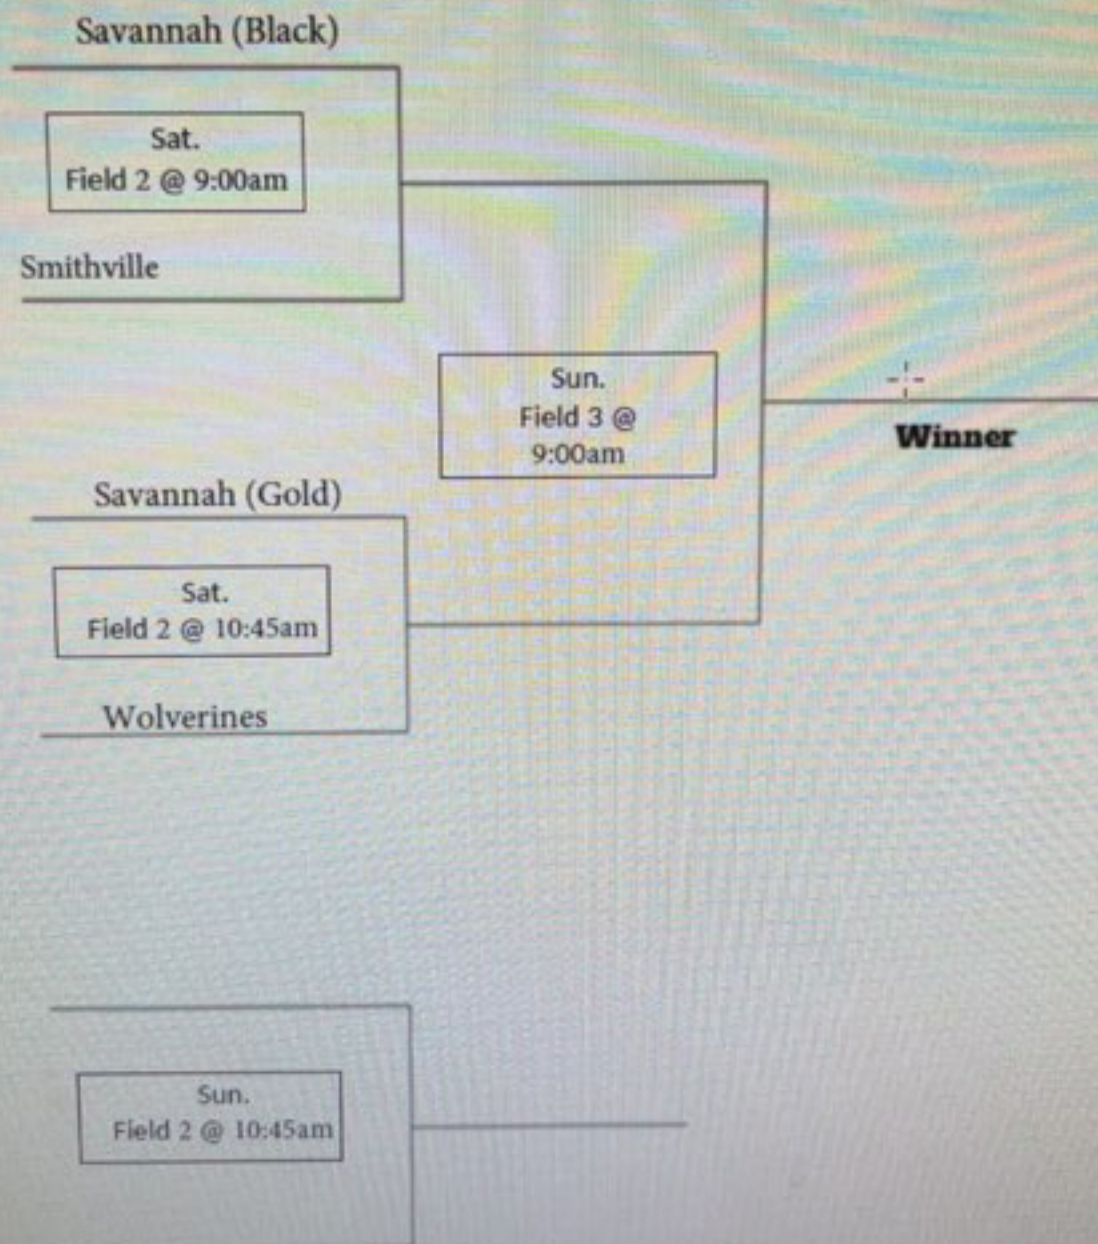 Savannah (Black)
Sat.
Field 2 @ 9:00am
Smithville
Sun.
Field 3 @
9:00am
Winner
Savannah (Gold)
Sat.
Field 2 @ 10:45am
Wolverines
Sun.
Field 2 @ 10:45am